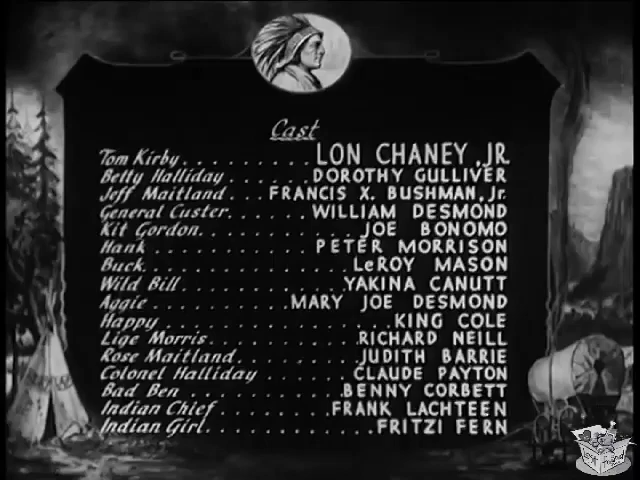 Cast
Tom Kirby......... LON CHANEY, JR.
Betty Halliday...... DOROTHY GULLIVER
Jeff Maitland.... FRANCIS X. BUSHMAN, Jr.
General Custer...... WILLIAM DESMOND
Kit Gordon........... JOE BONOMO
Hank............. PETER MORRISON
Buck.............. LeROY MASON
Wild Bill........... YAKINA CANUTT
Aggie........... MARY JOE DESMOND
Happy.................. KING COLE
Lige Morris........... RICHARD NEILL
Rose Maitland......... JUDITH BARRIE
Colonel Halliday....... CLAUDE PAYTON
Bad Ben............ BENNY CORBETT
Indian Chief......... FRANK LACHTEEN
Indian Girl............. FRITZI FERN